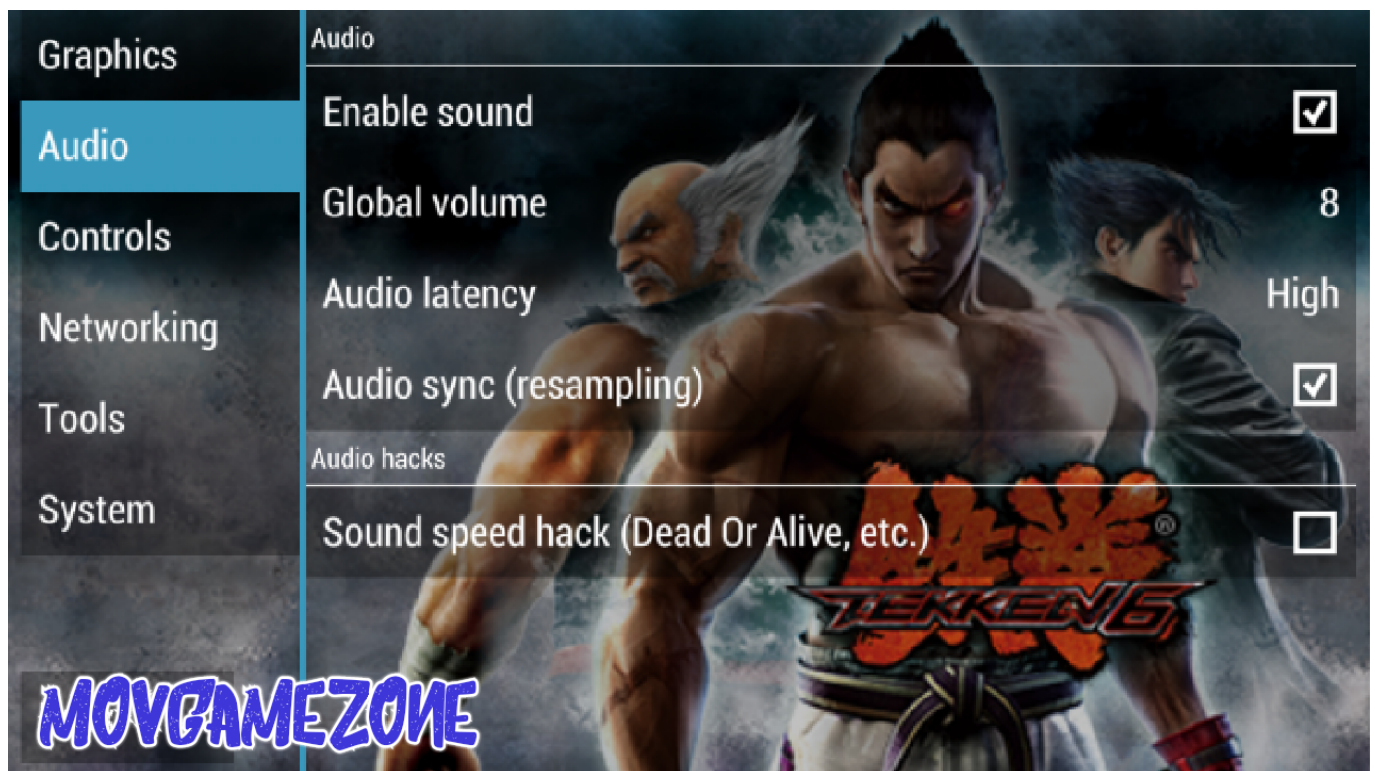 Graphics
Audio
Controls
Networking
Tools
System
Audio
Enable sound
Global volume 8
Audio latency High
Audio sync (resampling)
Audio hacks
Sound speed hack (Dead Or Alive, etc.)
®
TEKKEN 6
MOVGAMEZONE